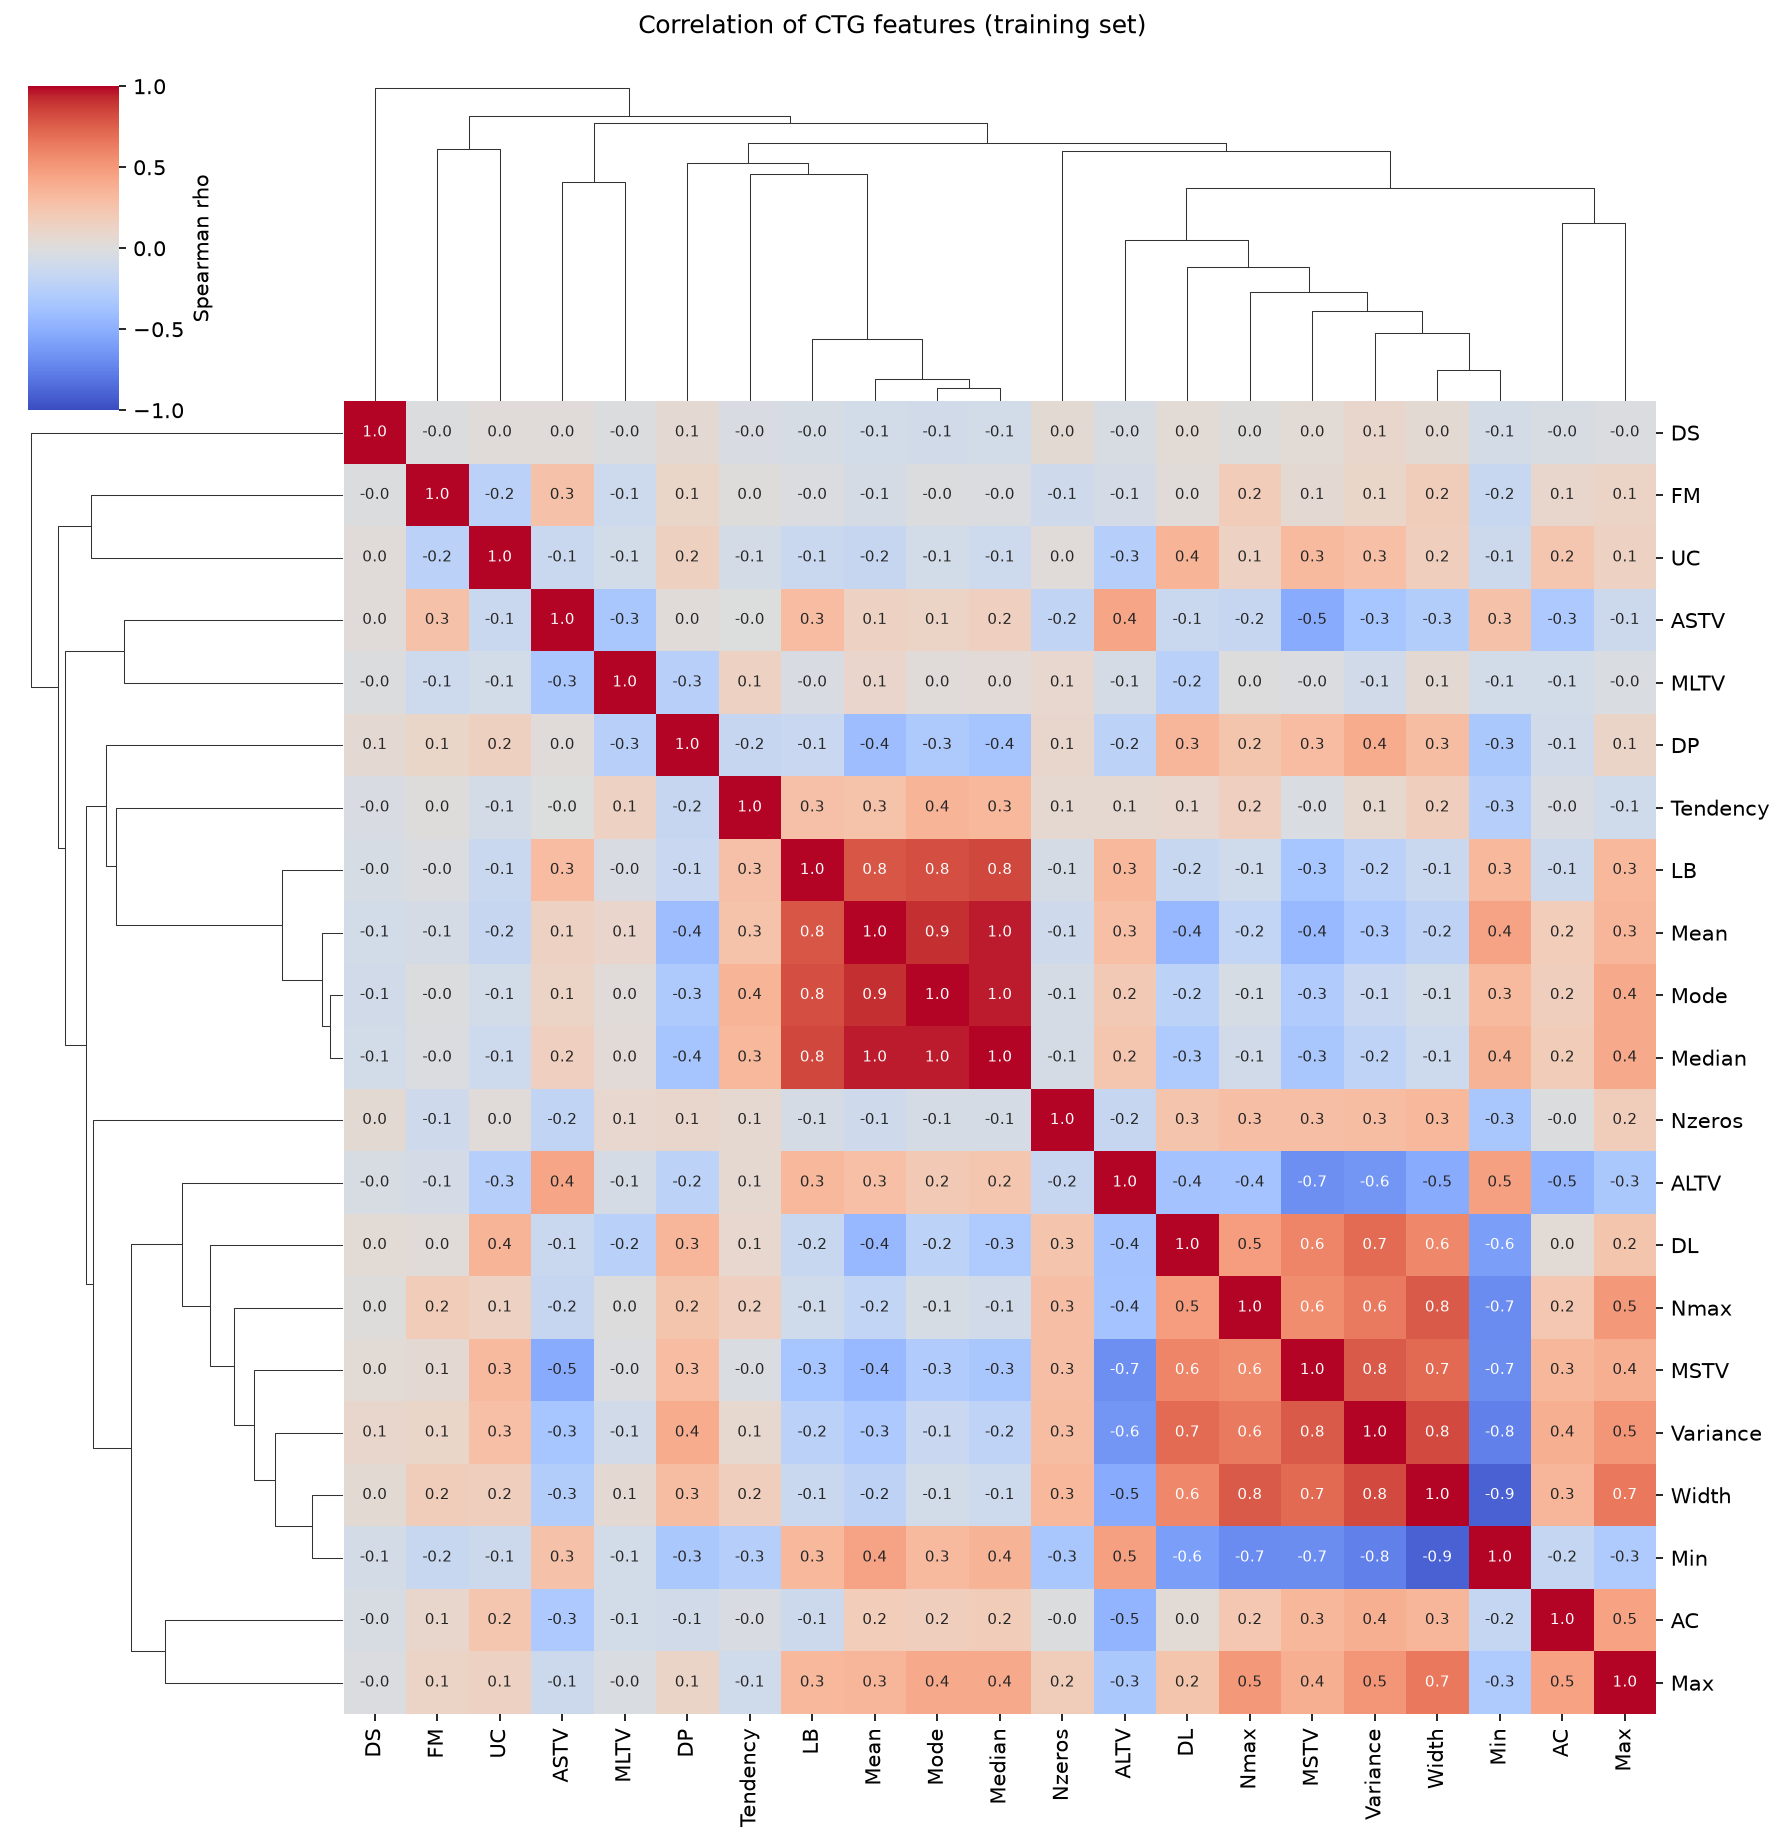 Correlation of CTG features (training set)
1.0
0.5
0.0
−0.5
−1.0
Spearman rho
1.0 -0.0 0.0 0.0 -0.0 0.1 -0.0 -0.0 -0.1 -0.1 -0.1 0.0 -0.0 0.0 0.0 0.0 0.1 0.0 -0.1 -0.0 -0.0 DS
-0.0 1.0 -0.2 0.3 -0.1 0.1 0.0 -0.0 -0.1 -0.0 -0.0 -0.1 -0.1 0.0 0.2 0.1 0.1 0.2 -0.2 0.1 0.1 FM
0.0 -0.2 1.0 -0.1 -0.1 0.2 -0.1 -0.1 -0.2 -0.1 -0.1 0.0 -0.3 0.4 0.1 0.3 0.3 0.2 -0.1 0.2 0.1 UC
0.0 0.3 -0.1 1.0 -0.3 0.0 -0.0 0.3 0.1 0.1 0.2 -0.2 0.4 -0.1 -0.2 -0.5 -0.3 -0.3 0.3 -0.3 -0.1 ASTV
-0.0 -0.1 -0.1 -0.3 1.0 -0.3 0.1 -0.0 0.1 0.0 0.0 0.1 -0.1 -0.2 0.0 -0.0 -0.1 0.1 -0.1 -0.1 -0.0 MLTV
0.1 0.1 0.2 0.0 -0.3 1.0 -0.2 -0.1 -0.4 -0.3 -0.4 0.1 -0.2 0.3 0.2 0.3 0.4 0.3 -0.3 -0.1 0.1 DP
-0.0 0.0 -0.1 -0.0 0.1 -0.2 1.0 0.3 0.3 0.4 0.3 0.1 0.1 0.1 0.2 -0.0 0.1 0.2 -0.3 -0.0 -0.1 Tendency
-0.0 -0.0 -0.1 0.3 -0.0 -0.1 0.3 1.0 0.8 0.8 0.8 -0.1 0.3 -0.2 -0.1 -0.3 -0.2 -0.1 0.3 -0.1 0.3 LB
-0.1 -0.1 -0.2 0.1 0.1 -0.4 0.3 0.8 1.0 0.9 1.0 -0.1 0.3 -0.4 -0.2 -0.4 -0.3 -0.2 0.4 0.2 0.3 Mean
-0.1 -0.0 -0.1 0.1 0.0 -0.3 0.4 0.8 0.9 1.0 1.0 -0.1 0.2 -0.2 -0.1 -0.3 -0.1 -0.1 0.3 0.2 0.4 Mode
-0.1 -0.0 -0.1 0.2 0.0 -0.4 0.3 0.8 1.0 1.0 1.0 -0.1 0.2 -0.3 -0.1 -0.3 -0.2 -0.1 0.4 0.2 0.4 Median
0.0 -0.1 0.0 -0.2 0.1 0.1 0.1 -0.1 -0.1 -0.1 -0.1 1.0 -0.2 0.3 0.3 0.3 0.3 0.3 -0.3 -0.0 0.2 Nzeros
-0.0 -0.1 -0.3 0.4 -0.1 -0.2 0.1 0.3 0.3 0.2 0.2 -0.2 1.0 -0.4 -0.4 -0.7 -0.6 -0.5 0.5 -0.5 -0.3 ALTV
0.0 0.0 0.4 -0.1 -0.2 0.3 0.1 -0.2 -0.4 -0.2 -0.3 0.3 -0.4 1.0 0.5 0.6 0.7 0.6 -0.6 0.0 0.2 DL
0.0 0.2 0.1 -0.2 0.0 0.2 0.2 -0.1 -0.2 -0.1 -0.1 0.3 -0.4 0.5 1.0 0.6 0.6 0.8 -0.7 0.2 0.5 Nmax
0.0 0.1 0.3 -0.5 -0.0 0.3 -0.0 -0.3 -0.4 -0.3 -0.3 0.3 -0.7 0.6 0.6 1.0 0.8 0.7 -0.7 0.3 0.4 MSTV
0.1 0.1 0.3 -0.3 -0.1 0.4 0.1 -0.2 -0.3 -0.1 -0.2 0.3 -0.6 0.7 0.6 0.8 1.0 0.8 -0.8 0.4 0.5 Variance
0.0 0.2 0.2 -0.3 0.1 0.3 0.2 -0.1 -0.2 -0.1 -0.1 0.3 -0.5 0.6 0.8 0.7 0.8 1.0 -0.9 0.3 0.7 Width
-0.1 -0.2 -0.1 0.3 -0.1 -0.3 -0.3 0.3 0.4 0.3 0.4 -0.3 0.5 -0.6 -0.7 -0.7 -0.8 -0.9 1.0 -0.2 -0.3 Min
-0.0 0.1 0.2 -0.3 -0.1 -0.1 -0.0 -0.1 0.2 0.2 0.2 -0.0 -0.5 0.0 0.2 0.3 0.4 0.3 -0.2 1.0 0.5 AC
-0.0 0.1 0.1 -0.1 -0.0 0.1 -0.1 0.3 0.3 0.4 0.4 0.2 -0.3 0.2 0.5 0.4 0.5 0.7 -0.3 0.5 1.0 Max
DS FM UC ASTV MLTV DP Tendency LB Mean Mode Median Nzeros ALTV DL Nmax MSTV Variance Width Min AC Max